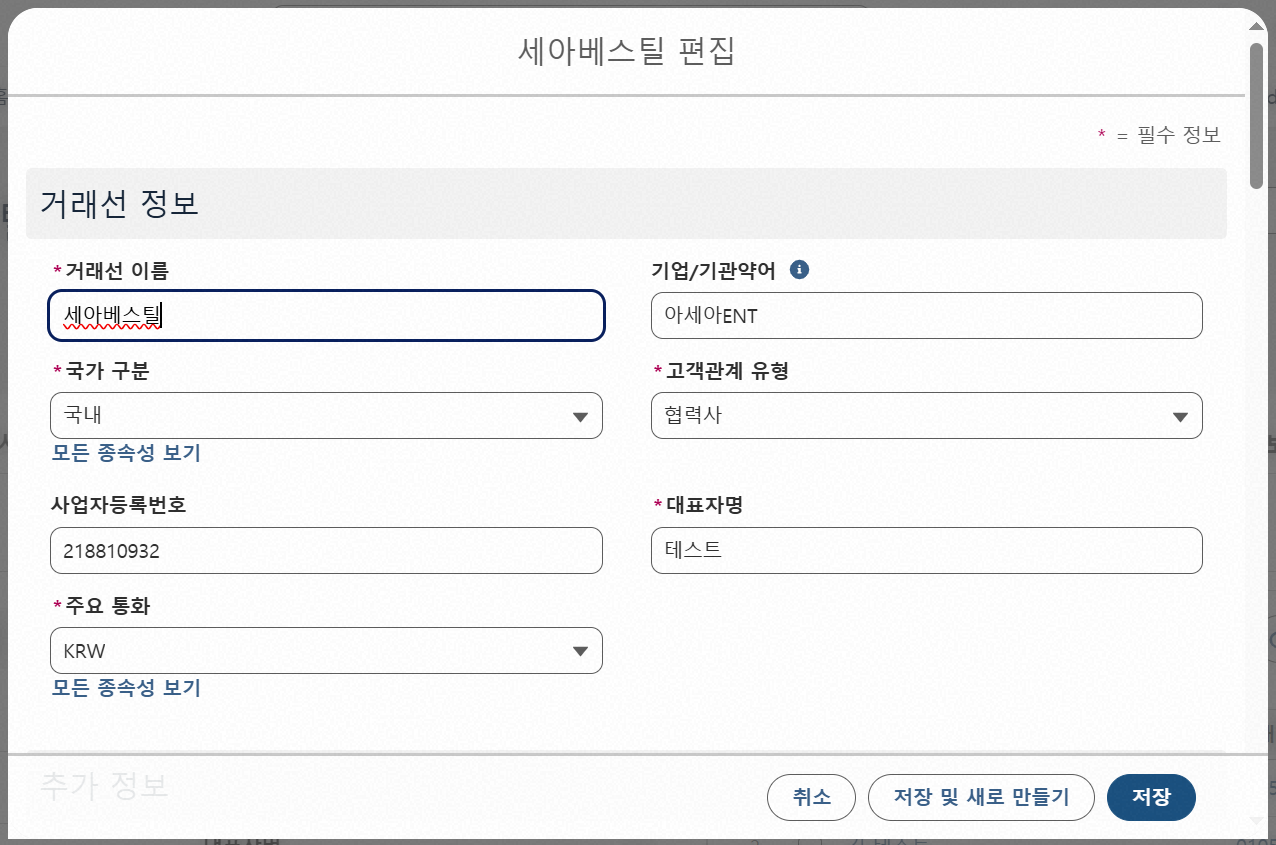 세아베스틸 편집
* = 필수 정보
거래선 정보
*거래선 이름
기업/기관약어
세아베스틸
아세아ENT
*국가 구분
*고객관계 유형
국내
협력사
모든 종속성 보기
사업자등록번호
*대표자명
218810932
테스트
*주요 통화
KRW
모든 종속성 보기
추가 정보
취소
저장 및 새로 만들기
저장